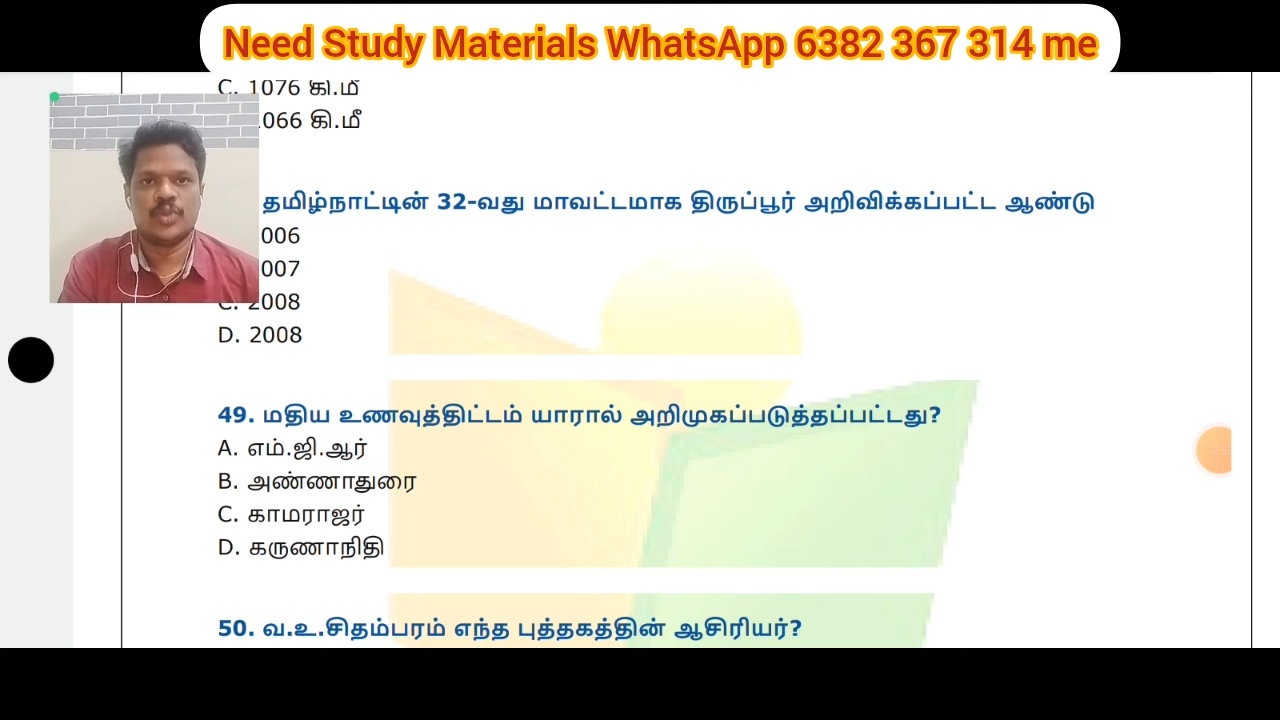 Need Study Materials WhatsApp 6382 367 314 me
C. 1076 கி.மீ
066 கி.மீ
தமிழ்நாட்டின் 32-வது மாவட்டமாக திருப்பூர் அறிவிக்கப்பட்ட ஆண்டு
006
007
C. 2008
D. 2008
49. மதிய உணவுத்திட்டம் யாரால் அறிமுகப்படுத்தப்பட்டது?
A. எம்.ஜி.ஆர்
B. அண்ணாதுரை
C. காமராஜர்
D. கருணாநிதி
50. வ.உ.சிதம்பரம் எந்த புத்தகத்தின் ஆசிரியர்?